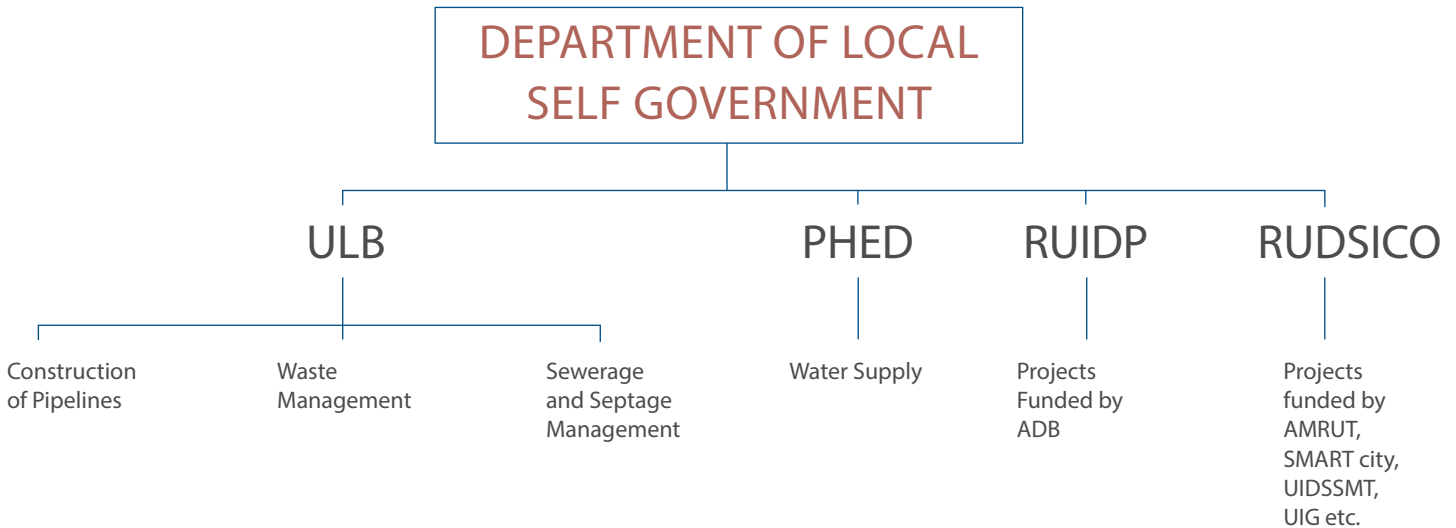 DEPARTMENT OF LOCAL
SELF GOVERNMENT
ULB
PHED
RUIDP
RUDSICO
Construction
of Pipelines
Waste
Management
Sewerage
and Septage
Management
Water Supply
Projects
Funded by
ADB
Projects
funded by
AMRUT,
SMART city,
UIDSSMT,
UIG etc.